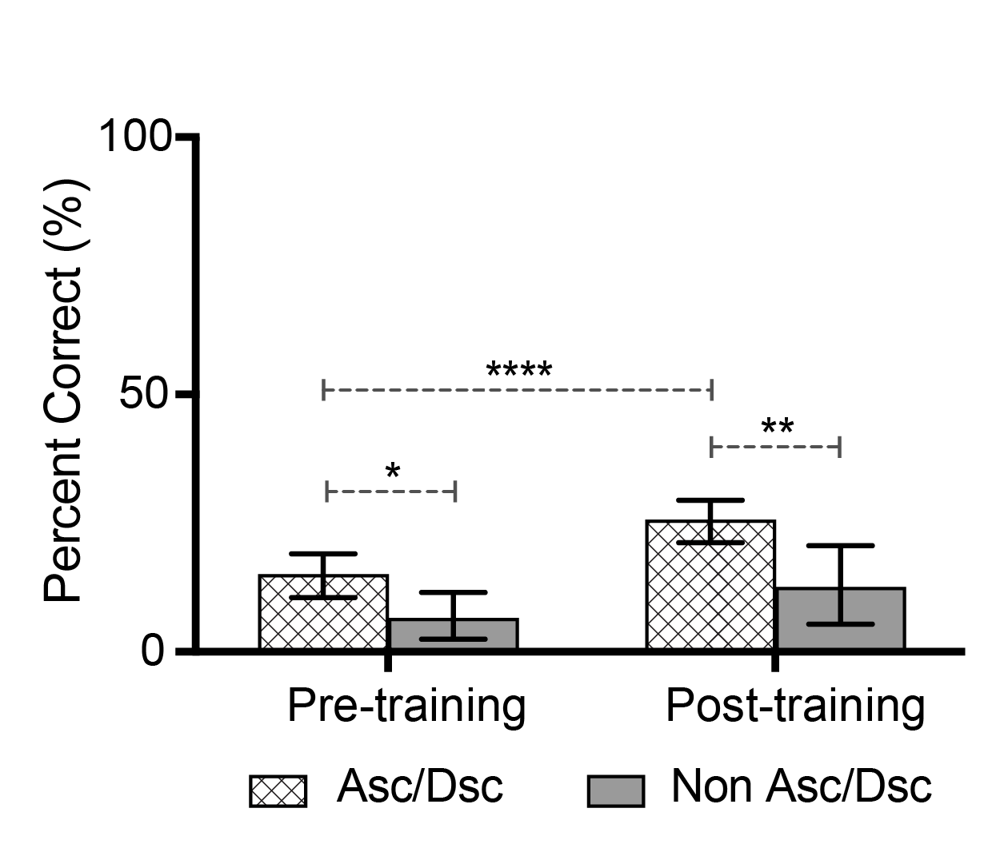 100
Percent Correct (%)
50
0
****
**
*
Pre-training
Post-training
Asc/Dsc
Non Asc/Dsc